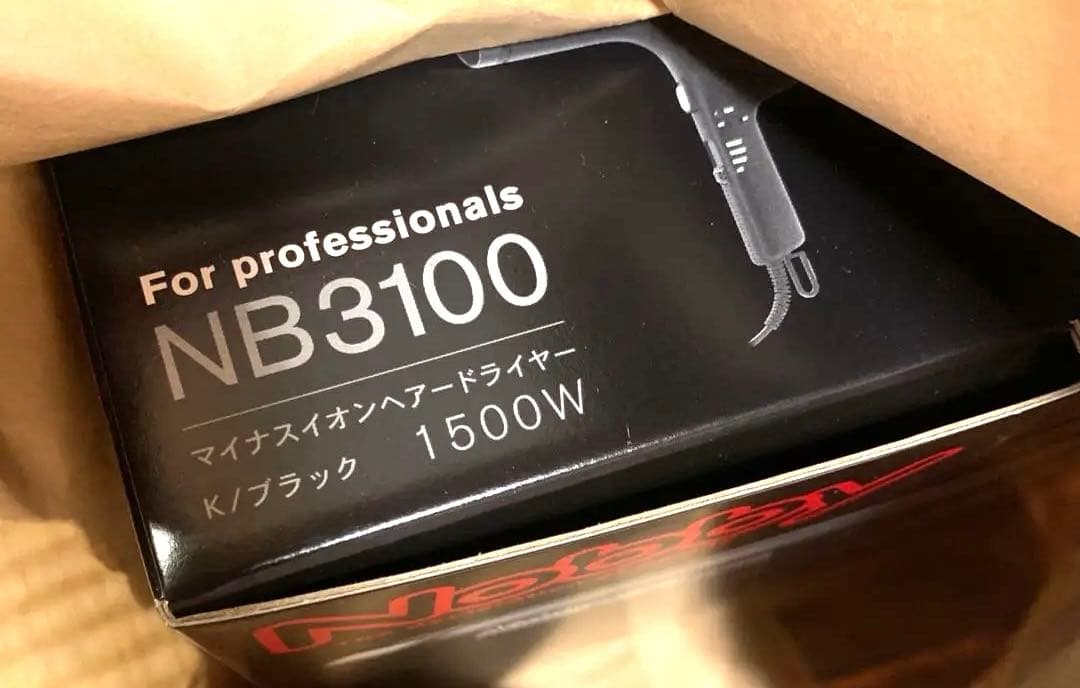 For professionals
NB3100
マイナスイオンヘアードライヤー
K/ブラック 1500W
Nobby